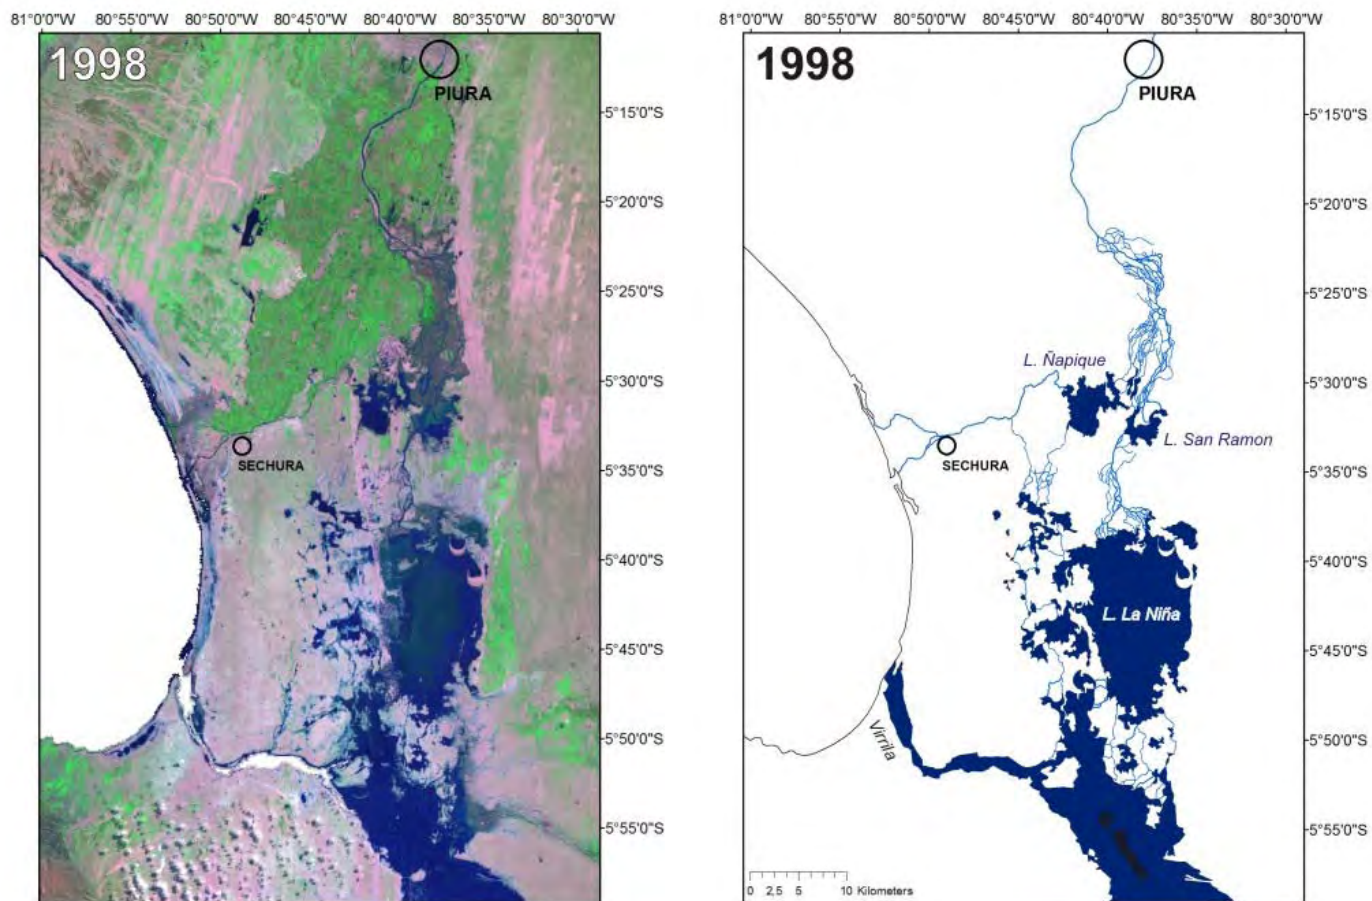 81°0'0"W 80°55'0"W 80°50'0"W 80°45'0"W 80°40'0"W 80°35'0"W 80°30'0"W
1998
PIURA
5°15'0"S
5°20'0"S
5°25'0"S
5°30'0"S
SECHURA
5°35'0"S
5°40'0"S
5°45'0"S
5°50'0"S
5°55'0"S
81°0'0"W 80°55'0"W 80°50'0"W 80°45'0"W 80°40'0"W 80°35'0"W 80°30'0"W
1998
PIURA
5°15'0"S
5°20'0"S
5°25'0"S
L. Ñapique
5°30'0"S
L. San Ramon
SECHURA
5°35'0"S
5°40'0"S
L. La Niña
5°45'0"S
Virrila
5°50'0"S
5°55'0"S
0 2,5 5 10 Kilometers